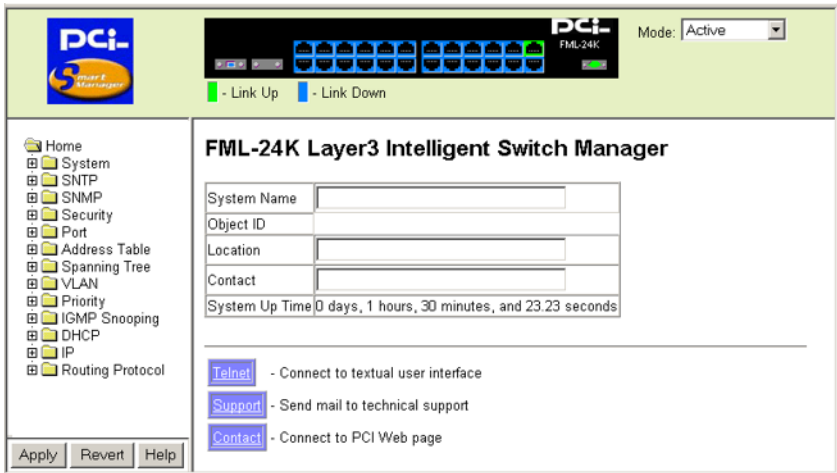 PCi-
Smart
Manager
PCi-
FML-24K
Mode: Active
- Link Up - Link Down
Home
System
SNTP
SNMP
Security
Port
Address Table
Spanning Tree
VLAN
Priority
IGMP Snooping
DHCP
IP
Routing Protocol
Apply Revert Help
FML-24K Layer3 Intelligent Switch Manager
System Name
Object ID
Location
Contact
System Up Time 0 days, 1 hours, 30 minutes, and 23.23 seconds
Telnet - Connect to textual user interface
Support - Send mail to technical support
Contact - Connect to PCI Web page